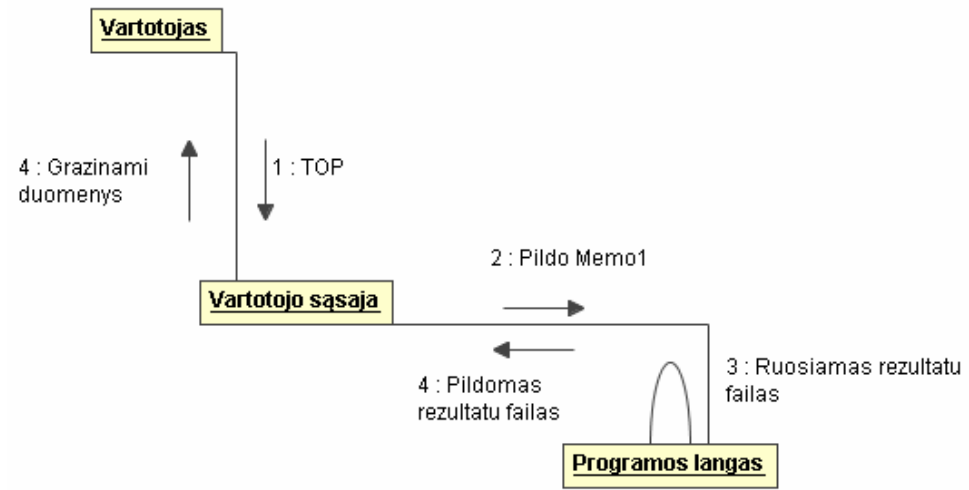 Vartotojas
4 : Grazinami
duomenys
1 : TOP
2 : Pildo Memo1
Vartotojo sąsaja
4 : Pildomas
rezultatu failas
3 : Ruosiamas rezultatu
failas
Programos langas